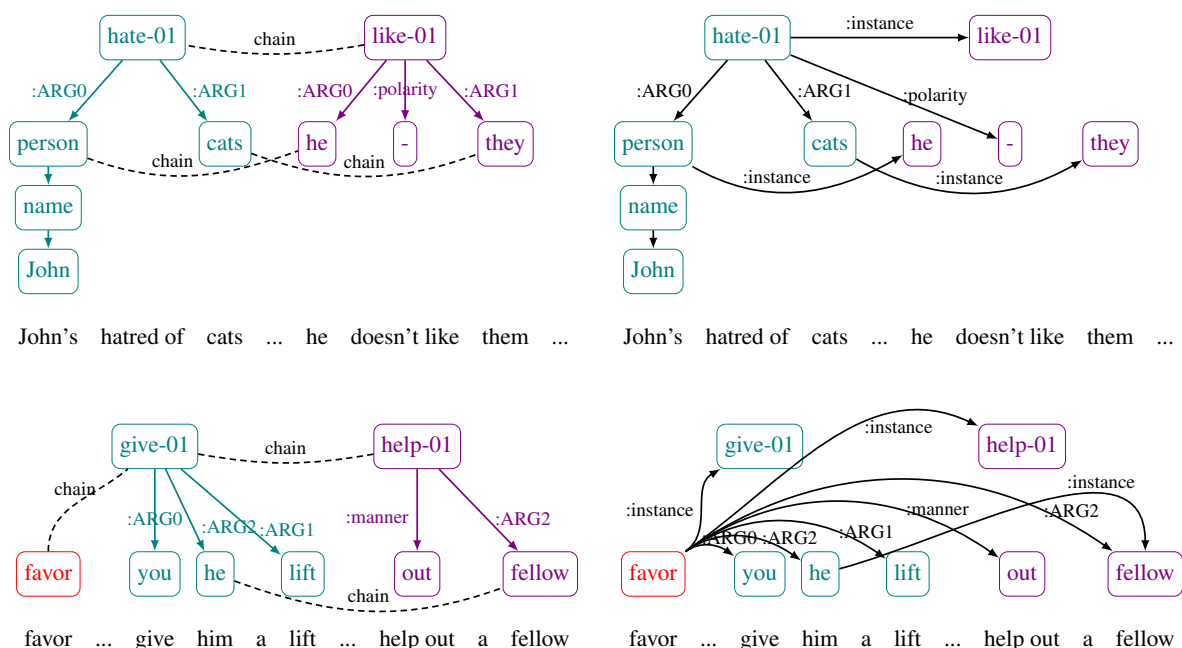 hate-01 chain like-01 hate-01 :instance like-01
:ARG0 :ARG1 :ARG0 :polarity :ARG1 :ARG0 :ARG1 :polarity
person cats he - they person cats he - they
chain chain :instance :instance
name name
John John
John's hatred of cats ... he doesn't like them ... John's hatred of cats ... he doesn't like them ...
give-01 chain help-01 give-01 :instance help-01
chain :instance
:ARG0 :ARG2 :ARG1 :manner :ARG2 :instance :ARG0 :ARG2 :ARG1 :manner :ARG2
favor you he lift out fellow favor you he lift out fellow
chain
favor ... give him a lift ... help out a fellow favor ... give him a lift ... help out a fellow